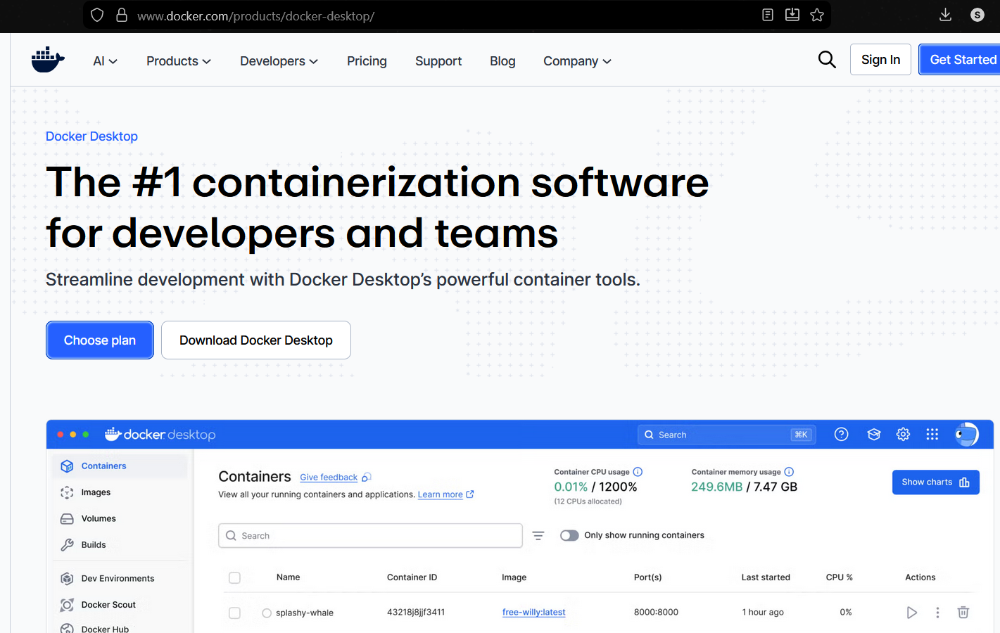 www.docker.com/products/docker-desktop/
S
AI
Products
Developers
Pricing
Support
Blog
Company
Sign In
Get Started
Docker Desktop
The #1 containerization software
for developers and teams
Streamline development with Docker Desktop’s powerful container tools.
Choose plan
Download Docker Desktop
docker desktop
Search
⌘K
Containers
Images
Volumes
Builds
Dev Environments
Docker Scout
Docker Hub
Containers Give feedback
View all your running containers and applications. Learn more
Container CPU usage
0.01% / 1200%
(12 CPUs allocated)
Container memory usage
249.6MB / 7.47 GB
Show charts
Search
Only show running containers
Name Container ID Image Port(s) Last started CPU % Actions
splashy-whale 43218j8jjf3411 free-willy:latest 8000:8000 1 hour ago 0%